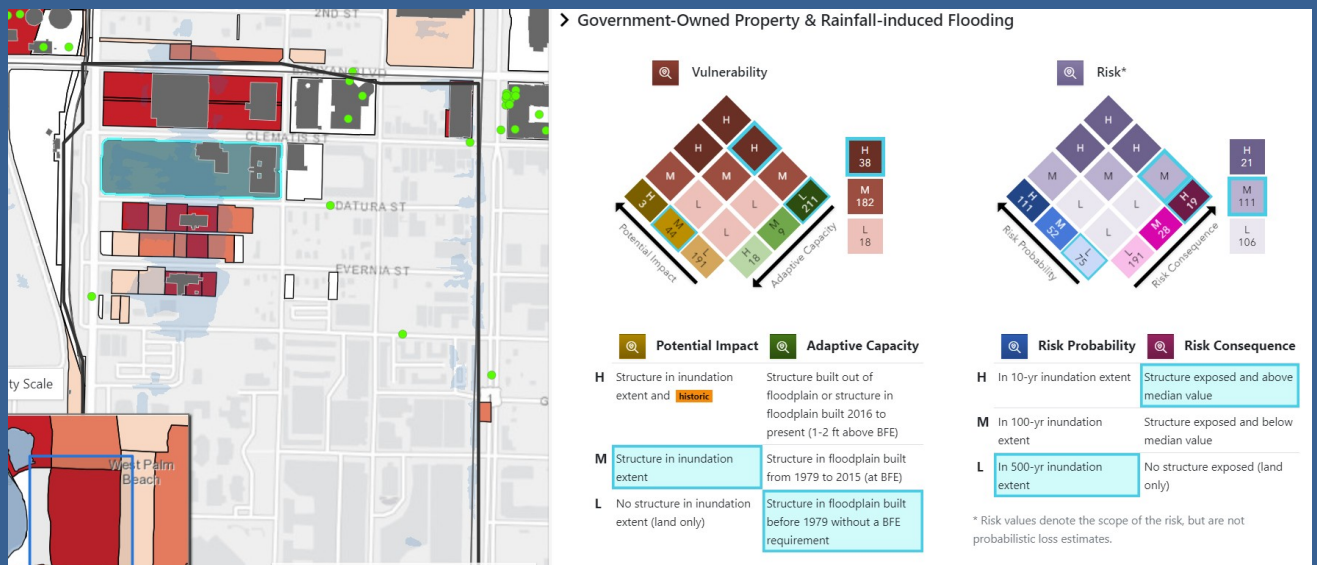 2ND ST
BANYAN BLVD
CLEMATIS ST
DATURA ST
EVERNIA ST
G
ty Scale
West Palm
Beach
Government-Owned Property & Rainfall-induced Flooding
Vulnerability
H
H
H
M
M
M
L
L
L
L
H
3
M
44
L
191
L
211
M
9
H
18
Potential Impact
Adaptive Capacity
H
38
M
182
L
18
Risk*
H
H
H
M
M
M
L
L
L
L
H
111
M
52
L
75
H
19
M
28
L
191
Risk Probability
Risk Consequence
H
21
M
111
L
106
Potential Impact Adaptive Capacity
H Structure in inundation
extent and historic
Structure built out of
floodplain or structure in
floodplain built 2016 to
present (1-2 ft above BFE)
M Structure in inundation
extent
Structure in floodplain built
from 1979 to 2015 (at BFE)
L No structure in inundation
extent (land only)
Structure in floodplain built
before 1979 without a BFE
requirement
Risk Probability Risk Consequence
H In 10-yr inundation extent
Structure exposed and above
median value
M In 100-yr inundation
extent
Structure exposed and below
median value
L In 500-yr inundation
extent
No structure exposed (land
only)
* Risk values denote the scope of the risk, but are not
probabilistic loss estimates.